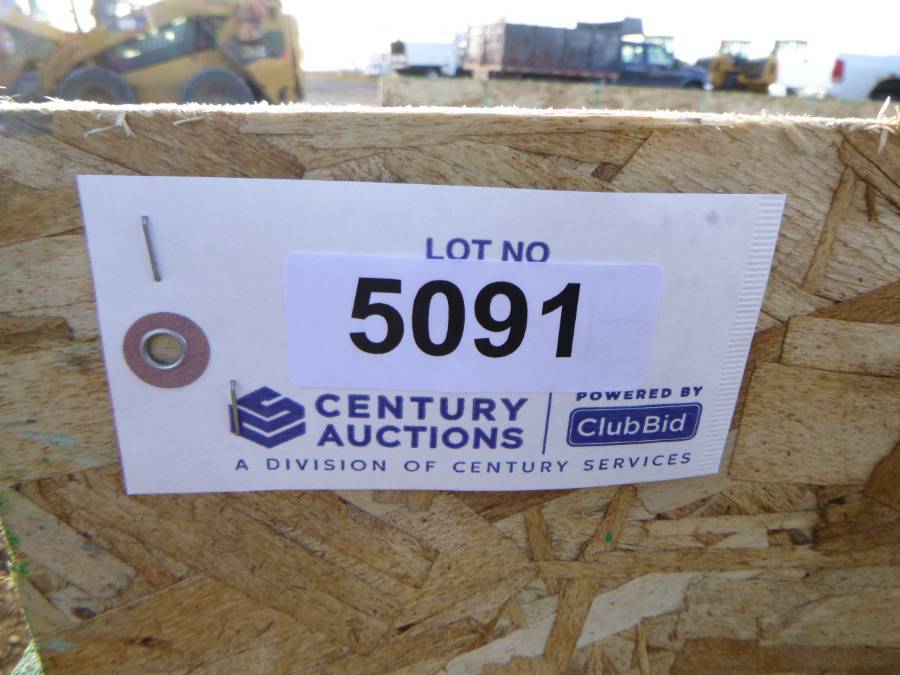 LOT NO
5091
CENTURY
AUCTIONS
POWERED BY
ClubBid
A DIVISION OF CENTURY SERVICES